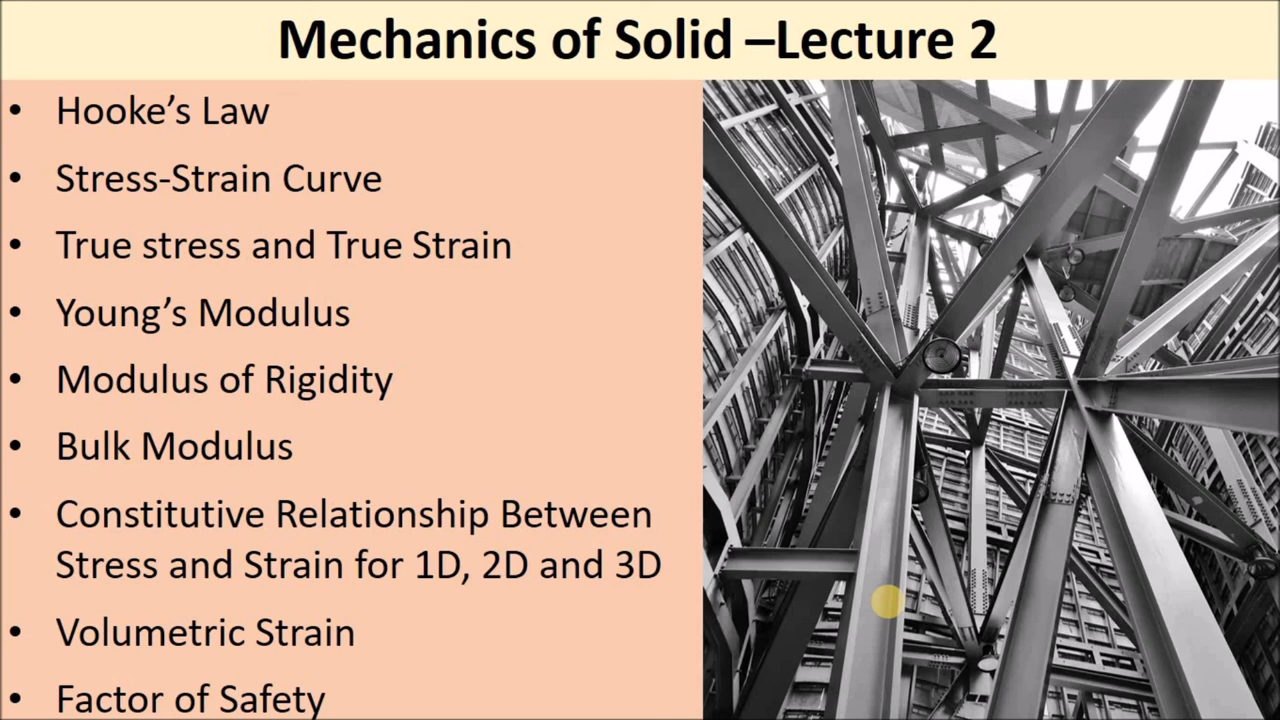 Mechanics of Solid –Lecture 2
• Hooke’s Law
• Stress-Strain Curve
• True stress and True Strain
• Young’s Modulus
• Modulus of Rigidity
• Bulk Modulus
• Constitutive Relationship Between
Stress and Strain for 1D, 2D and 3D
• Volumetric Strain
• Factor of Safety